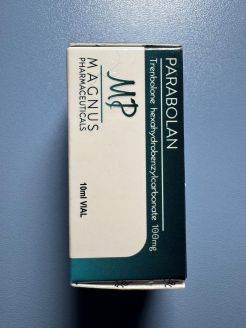 PARABOLAN
Trenbolone hexahydrobenzylcarbonate 100mg
MP
MAGNUS
PHARMACEUTICALS
10ml VIAL